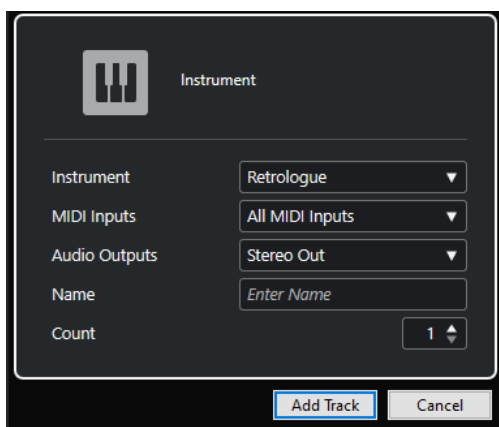 Instrument
Instrument Retrologue
MIDI Inputs All MIDI Inputs
Audio Outputs Stereo Out
Name Enter Name
Count 1
Add Track Cancel